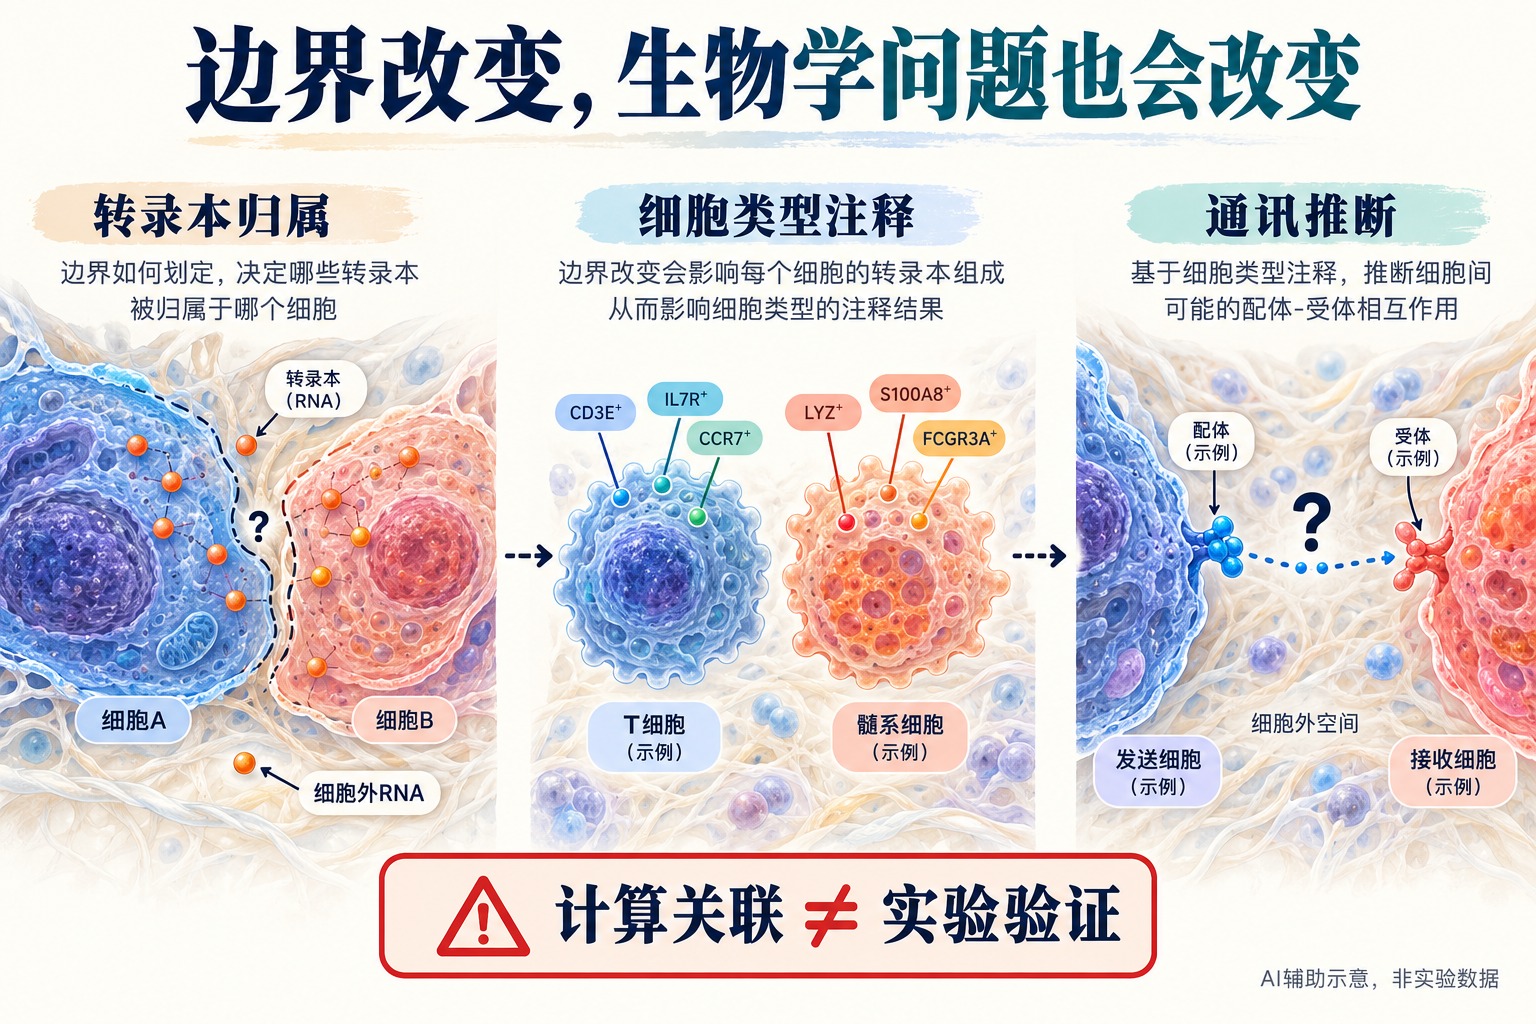 边界改变，生物学问题也会改变
转录本归属
边界如何划定，决定哪些转录本
被归属于哪个细胞
转录本
（RNA）
?
细胞A
细胞B
细胞外RNA
细胞类型注释
边界改变会影响每个细胞的转录本组成
从而影响细胞类型的注释结果
CD3E⁺
IL7R⁺
CCR7⁺
LYZ⁺
S100A8⁺
FCGR3A⁺
T细胞
（示例）
髓系细胞
（示例）
通讯推断
基于细胞类型注释，推断细胞间
可能的配体-受体相互作用
配体
（示例）
受体
（示例）
?
细胞外空间
发送细胞
（示例）
接收细胞
（示例）
计算关联 ≠ 实验验证
AI辅助示意，非实验数据